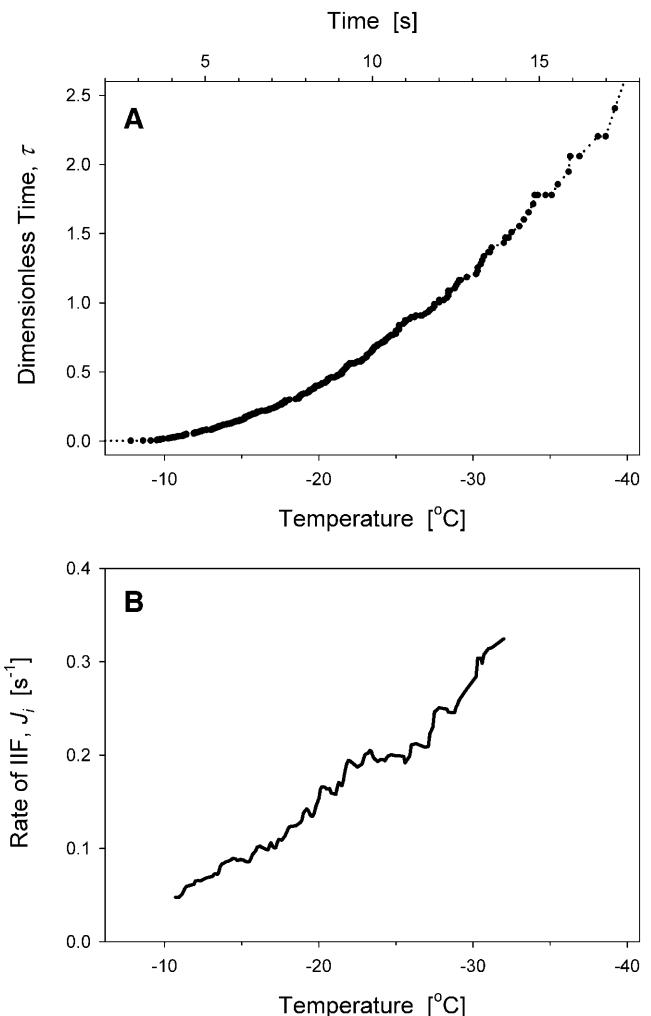 Time [s]
5 10 15
A
2.5
2.0
1.5
1.0
0.5
0.0
Dimensionless Time, τ
-10 -20 -30 -40
Temperature [°C]
B
0.4
0.3
0.2
0.1
0.0
Rate of IIF, Ji [s-1]
-10 -20 -30 -40
Temperature [°C]